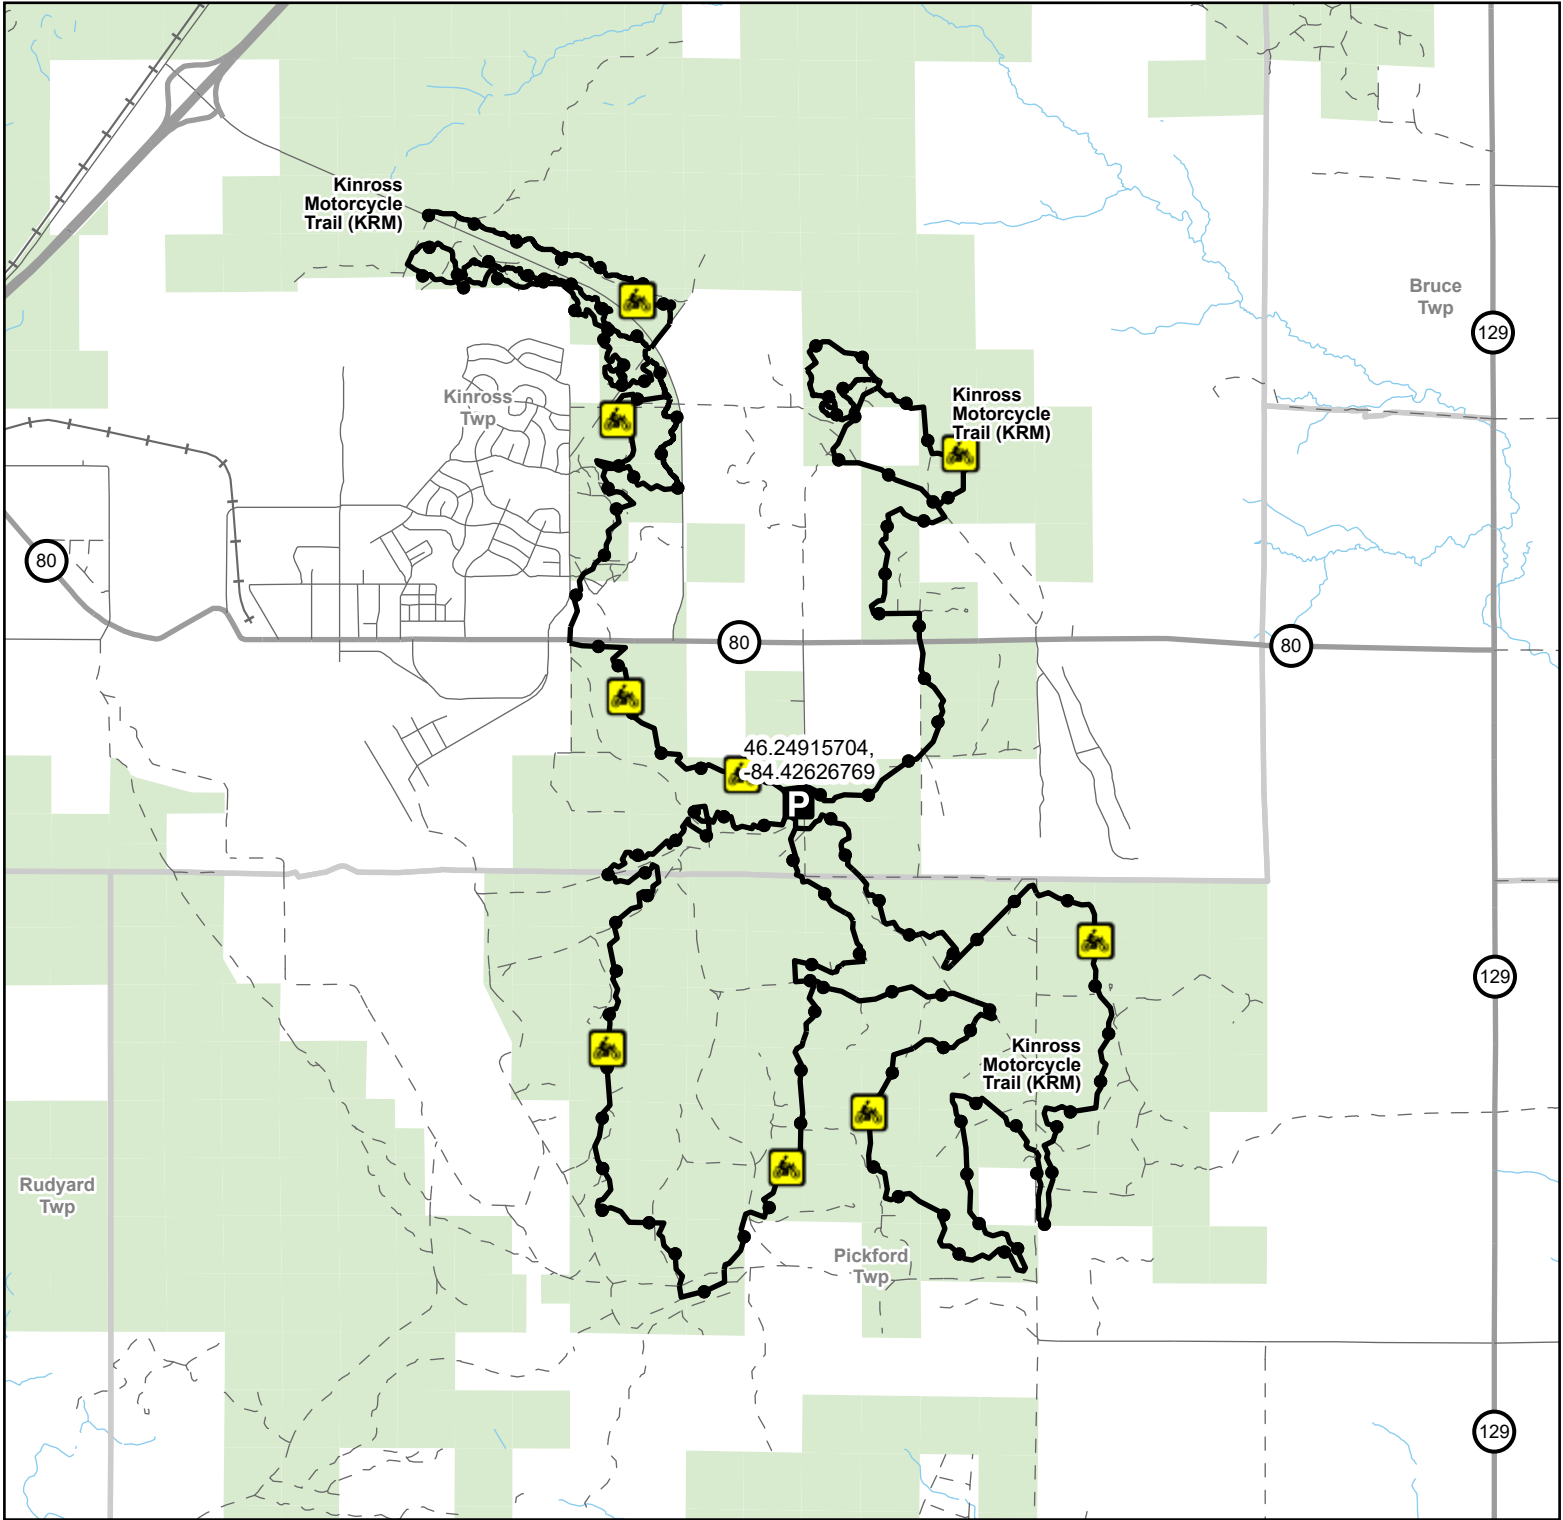 Kinross
Motorcycle
Trail (KRM)
Bruce
Twp
129
Kinross
Twp
Kinross
Motorcycle
Trail (KRM)
80
80
80
46.24915704,
-84.42626769
P
129
Kinross
Motorcycle
Trail (KRM)
Rudyard
Twp
Pickford
Twp
129